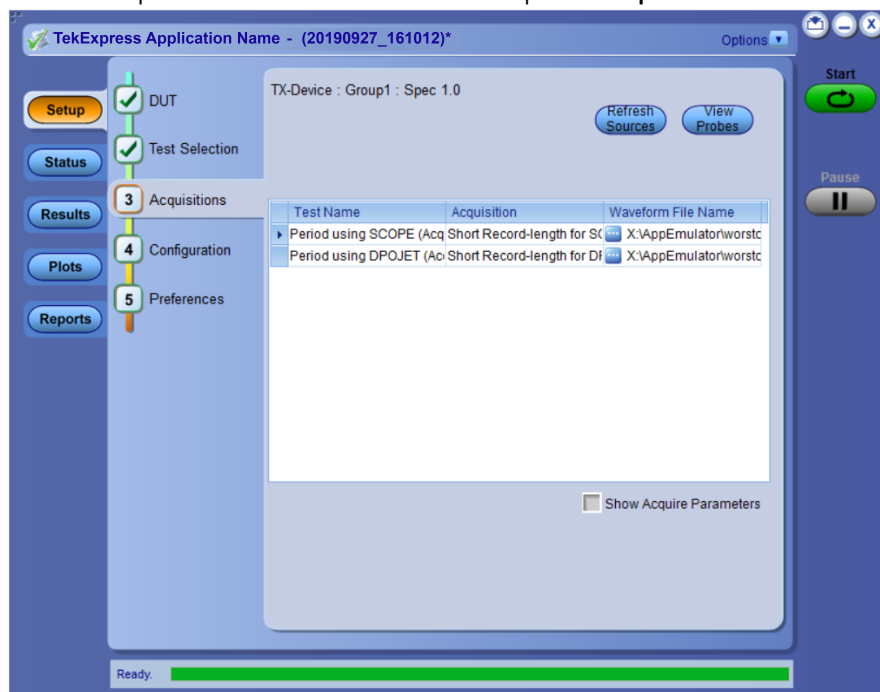 TekExpress Application Name - (20190927_161012)*
Options
Start
Setup
DUT
TX-Device : Group1 : Spec 1.0
Refresh Sources
View Probes
Status
Test Selection
Pause
Results
3 Acquisitions
Test Name Acquisition Waveform File Name
Period using SCOPE (Acq Short Record-length for SC X:\AppEmulator\worstc
Period using DPOJET (Acq Short Record-length for DF X:\AppEmulator\worstc
4 Configuration
Plots
5 Preferences
Reports
Show Acquire Parameters
Ready.